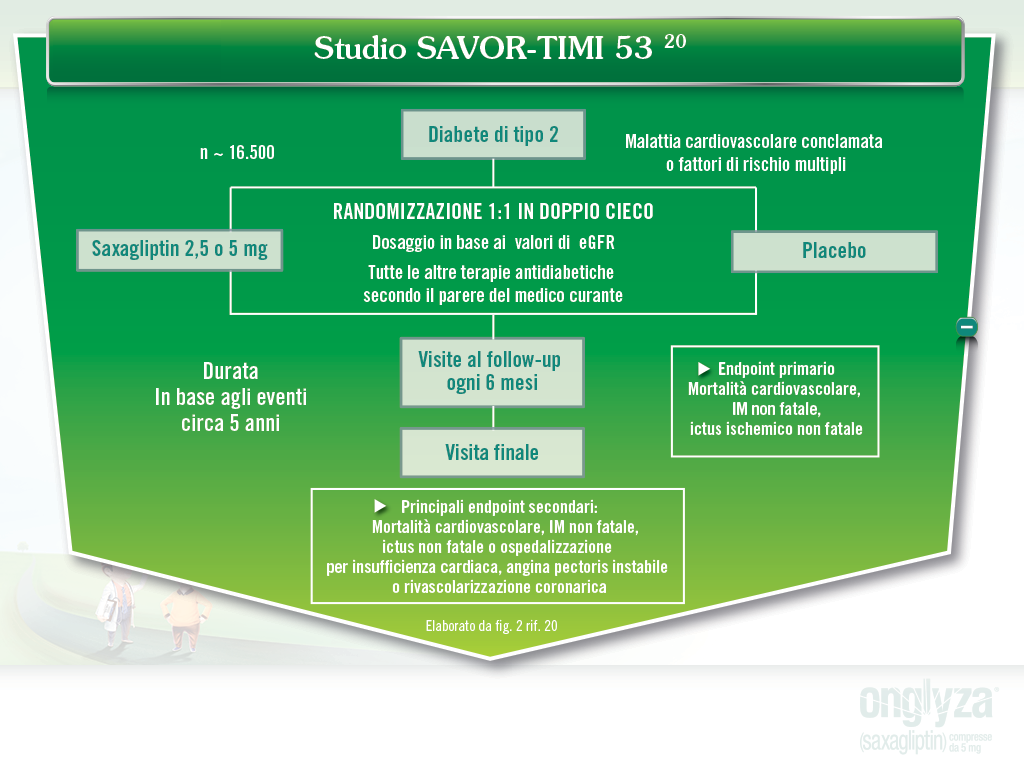 Studio SAVOR-TIMI 53 20
Diabete di tipo 2
n ~ 16.500
Malattia cardiovascolare conclamata
o fattori di rischio multipli
RANDOMIZZAZIONE 1:1 IN DOPPIO CIECO
Dosaggio in base ai valori di eGFR
Tutte le altre terapie antidiabetiche
secondo il parere del medico curante
Saxagliptin 2,5 o 5 mg
Placebo
Visite al follow-up
ogni 6 mesi
Durata
In base agli eventi
circa 5 anni
Endpoint primario
Mortalità cardiovascolare,
IM non fatale,
ictus ischemico non fatale
Visita finale
Principali endpoint secondari:
Mortalità cardiovascolare, IM non fatale,
ictus non fatale o ospedalizzazione
per insufficienza cardiaca, angina pectoris instabile
o rivascolarizzazione coronarica
Elaborato da fig. 2 rif. 20
onglyza®
(saxagliptin) compresse
da 5 mg